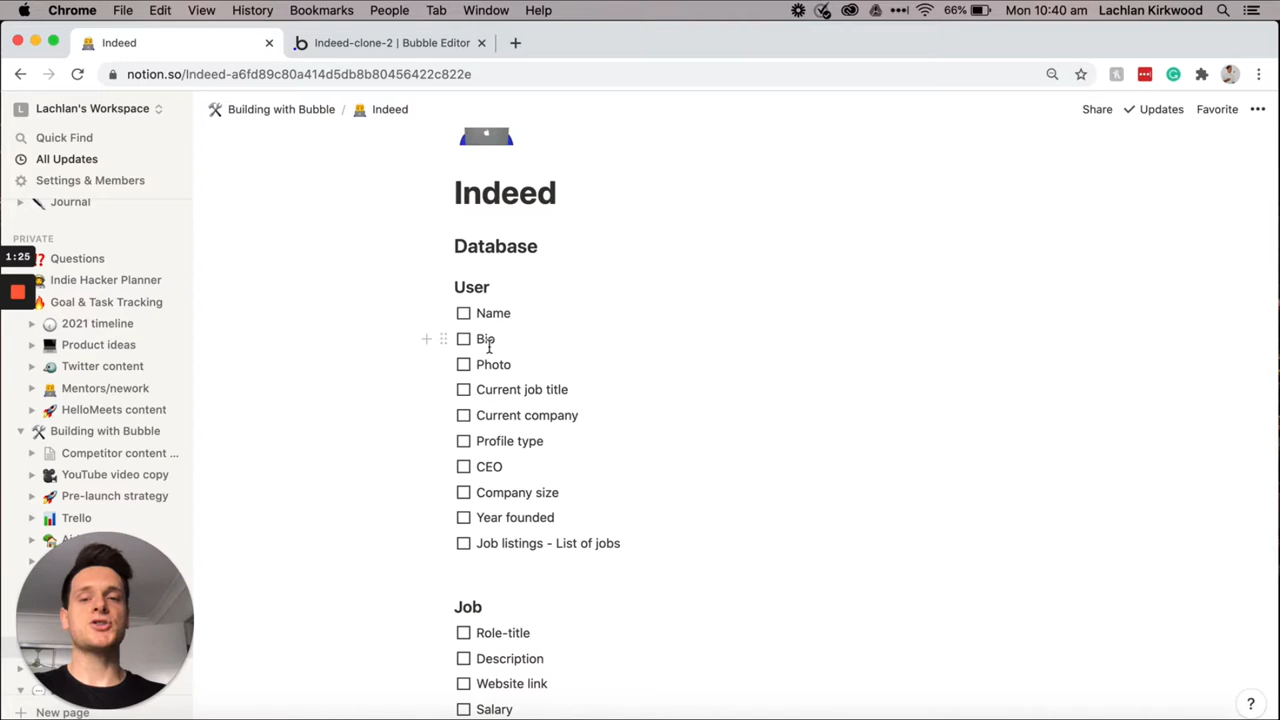 Chrome File Edit View History Bookmarks People Tab Window Help 66% Mon 10:40 am Lachlan Kirkwood
Indeed
Indeed-clone-2 | Bubble Editor
notion.so/Indeed-a6fd89c80a414d5db8b80456422c822e
L Lachlan's Workspace
Building with Bubble / Indeed
Share Updates Favorite
Quick Find
All Updates
Settings & Members
Journal
PRIVATE
1:25
Questions
Indie Hacker Planner
Goal & Task Tracking
2021 timeline
Product ideas
Twitter content
Mentors/nework
HelloMeets content
Building with Bubble
Competitor content ...
YouTube video copy
Pre-launch strategy
Trello
New page
Indeed
Database
User
Name
Bio
Photo
Current job title
Current company
Profile type
CEO
Company size
Year founded
Job listings - List of jobs
Job
Role-title
Description
Website link
Salary
?